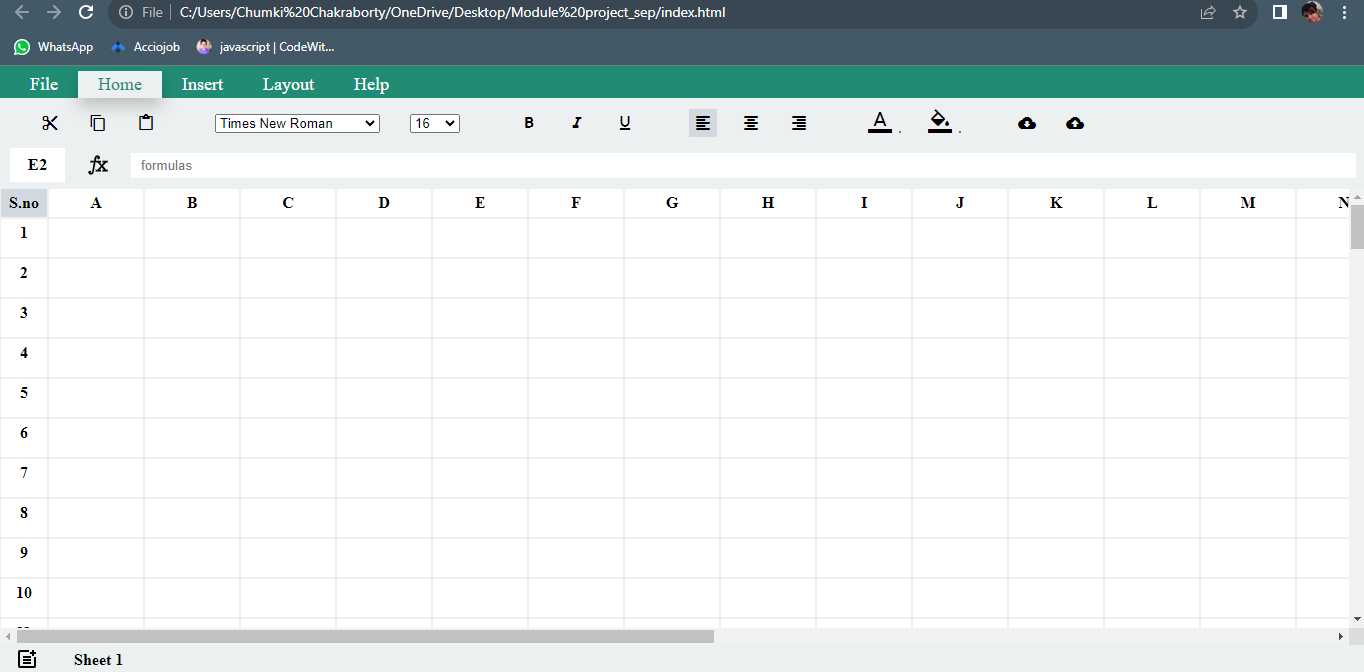 File C:/Users/Chumki%20Chakraborty/OneDrive/Desktop/Module%20project_sep/index.html
WhatsApp Acciojob javascript | CodeWit...
File Home Insert Layout Help
Times New Roman 16 B I U A . .
E2 fx formulas
S.no A B C D E F G H I J K L M N
1
2
3
4
5
6
7
8
9
10
Sheet 1